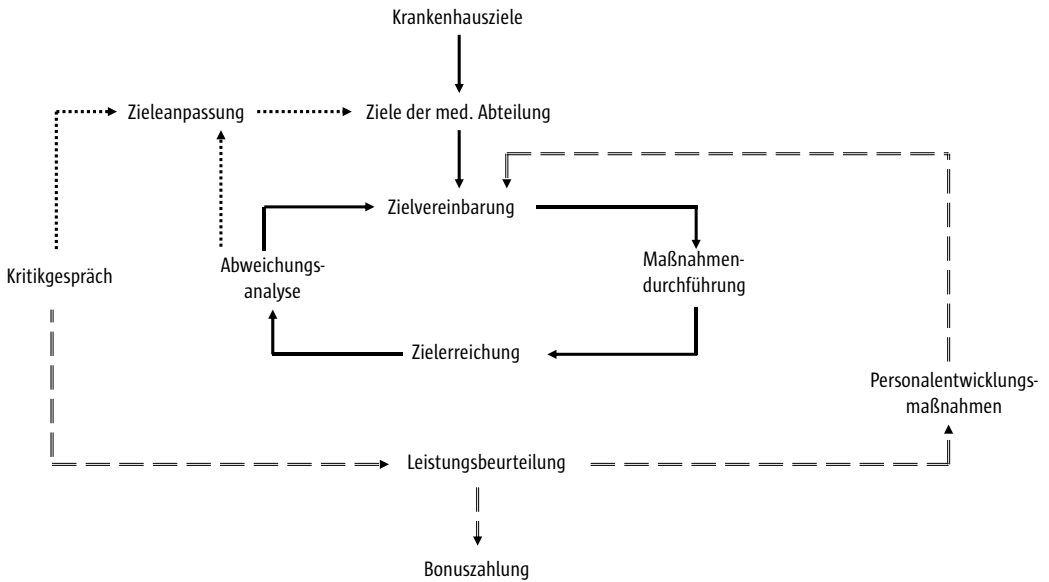 Krankenhausziele
Zieleanpassung
Ziele der med. Abteilung
Zielvereinbarung
Kritikgespräch
Abweichungs-
analyse
Maßnahmen-
durchführung
Zielerreichung
Personalentwicklungs-
maßnahmen
Leistungsbeurteilung
Bonuszahlung